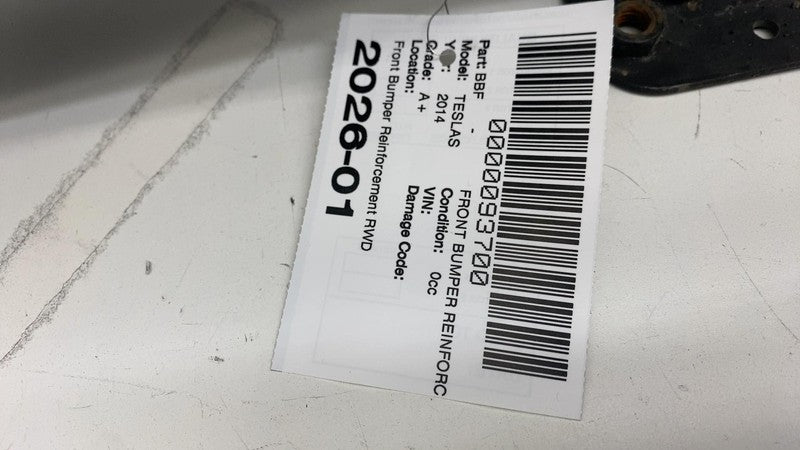 0000093700
Part: BBF - FRONT BUMPER REINFORC
Model: TESLAS Condition: 0cc
Year: 2014 VIN:
Grade: A+ Damage Code:
Location:
Front Bumper Reinforcement RWD
2026-01